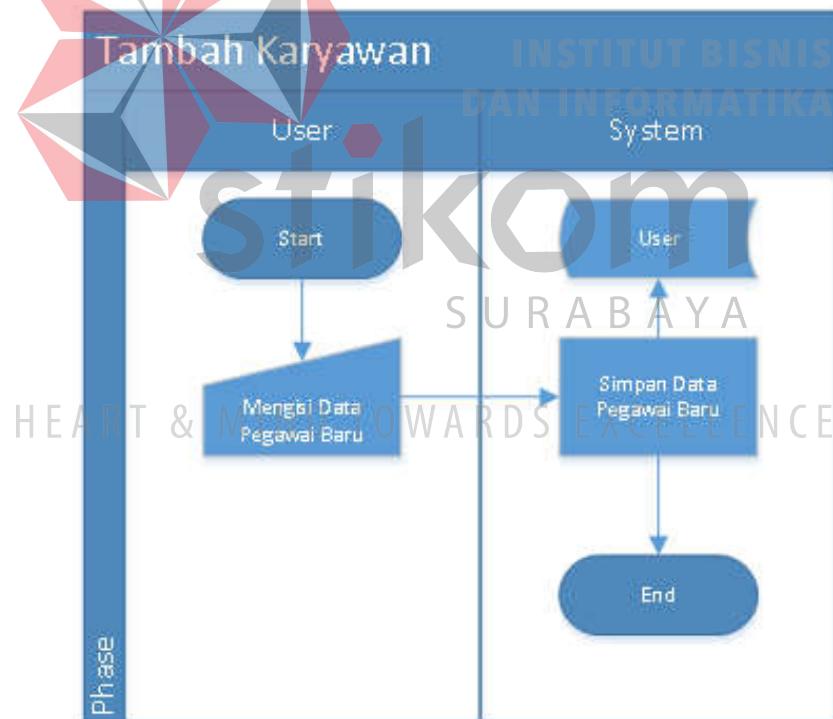 Tambah Karyawan
INSTITUT BISNIS
DAN INFORMATIKA
User
System
stikom
Start
User
SURABAYA
Simpan Data
Pegawai Baru
Mengisi Data
Pegawai Baru
HEART & MIND TOWARDS EXCELLENCE
End
Phase